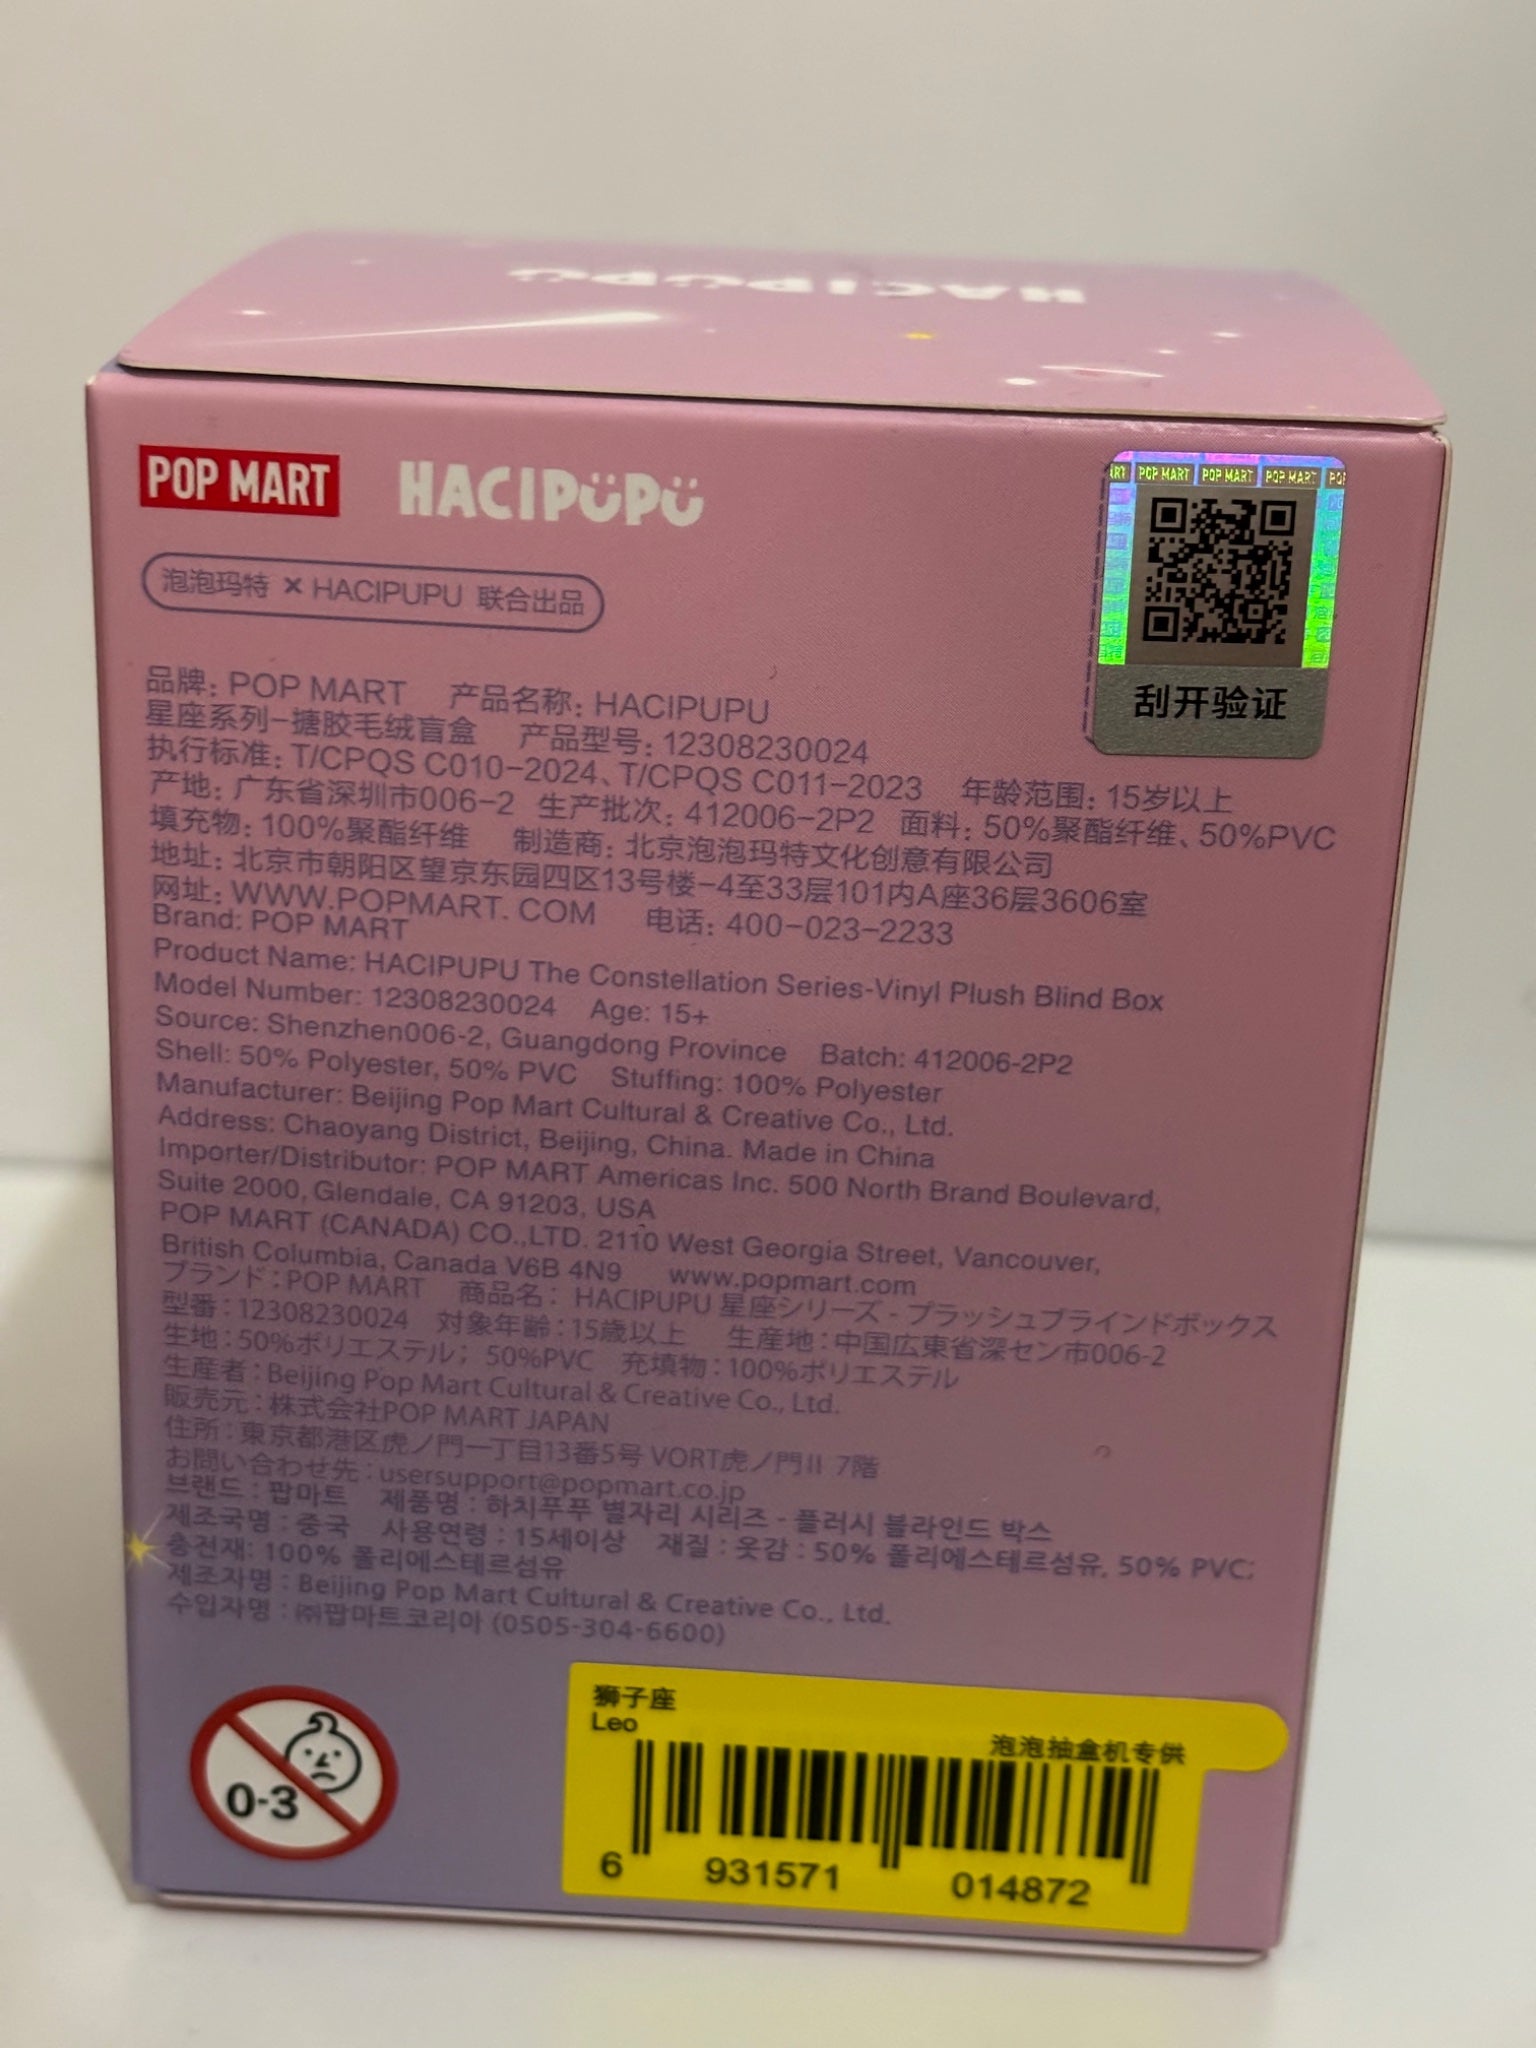 HACIPUPU
POP MART HACIPUPU
泡泡玛特 × HACIPUPU 联合出品
ART POP MART POP MART POP MART POP
刮开验证
品牌: POP MART 产品名称: HACIPUPU
星座系列-搪胶毛绒盲盒 产品型号: 12308230024
执行标准: T/CPQS C010-2024、T/CPQS C011-2023 年龄范围: 15岁以上
产地: 广东省深圳市006-2 生产批次: 412006-2P2 面料: 50%聚酯纤维、50%PVC
填充物: 100%聚酯纤维 制造商: 北京泡泡玛特文化创意有限公司
地址: 北京市朝阳区望京东园四区13号楼-4至33层101内A座36层3606室
网址: WWW.POPMART. COM 电话: 400-023-2233
Brand: POP MART
Product Name: HACIPUPU The Constellation Series-Vinyl Plush Blind Box
Model Number: 12308230024 Age: 15+
Source: Shenzhen006-2, Guangdong Province Batch: 412006-2P2
Shell: 50% Polyester, 50% PVC Stuffing: 100% Polyester
Manufacturer: Beijing Pop Mart Cultural & Creative Co., Ltd.
Address: Chaoyang District, Beijing, China. Made in China
Importer/Distributor: POP MART Americas Inc. 500 North Brand Boulevard,
Suite 2000, Glendale, CA 91203, USA
POP MART (CANADA) CO.,LTD. 2110 West Georgia Street, Vancouver,
British Columbia, Canada V6B 4N9 www.popmart.com
ブランド：POP MART 商品名： HACIPUPU 星座シリーズ - プラッシュブラインドボックス
型番：12308230024 対象年齢：15歳以上 生産地：中国広東省深セン市006-2
生地：50%ポリエステル； 50%PVC 充填物：100%ポリエステル
生産者：Beijing Pop Mart Cultural & Creative Co., Ltd.
販売元：株式会社POP MART JAPAN
住所：東京都港区虎ノ門一丁目13番5号 VORT虎ノ門II 7階
お問い合わせ先：usersupport@popmart.co.jp
브랜드 : 팝마트 제품명 : 하치푸푸 별자리 시리즈 - 플러시 블라인드 박스
제조국명 : 중국 사용연령 : 15세이상 재질 : 옷감 : 50% 폴리에스테르섬유, 50% PVC;
충전재: 100% 폴리에스테르섬유
제조자명 : Beijing Pop Mart Cultural & Creative Co., Ltd.
수입자명 : ㈜팝마트코리아 (0505-304-6600)
0-3
狮子座
Leo
泡泡抽盒机专供
6 931571 014872